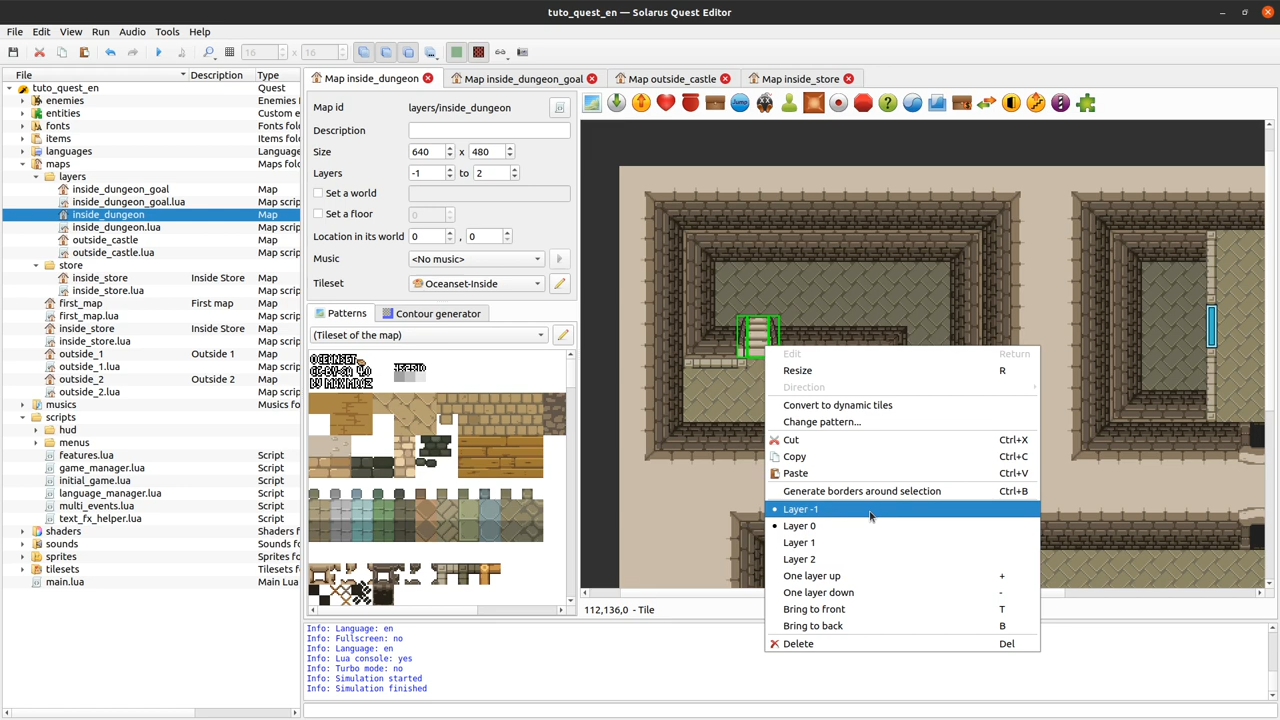 tuto_quest_en — Solarus Quest Editor
File Edit View Run Audio Tools Help
16 x 16
File Description Type
tuto_quest_en Quest
enemies Enemies
entities Custom e
fonts Fonts fol
items Items fold
languages Language
maps Maps fold
layers
inside_dungeon_goal Map
inside_dungeon_goal.lua Map scrip
inside_dungeon Map
inside_dungeon.lua Map scrip
outside_castle Map
outside_castle.lua Map scrip
store
inside_store Inside Store Map
inside_store.lua Map scrip
first_map First map Map
first_map.lua Map scrip
inside_store Inside Store Map
inside_store.lua Map scrip
outside_1 Outside 1 Map
outside_1.lua Map scrip
outside_2 Outside 2 Map
outside_2.lua Map scrip
musics Musics fo
scripts
hud
menus
features.lua Script
game_manager.lua Script
initial_game.lua Script
language_manager.lua Script
multi_events.lua Script
text_fx_helper.lua Script
shaders Shaders f
sounds Sounds fo
sprites Sprites fo
tilesets Tilesets fo
main.lua Main Lua
Map inside_dungeon
Map inside_dungeon_goal
Map outside_castle
Map inside_store
Map id layers/inside_dungeon
Description
Size 640 x 480
Layers -1 to 2
Set a world
Set a floor 0
Location in its world 0 , 0
Music <No music>
Tileset Oceanset-Inside
Patterns Contour generator
(Tileset of the map)
OCEANSET
CC-BY-SA 40
BY MAX MRAZ
Jump
Edit Return
Resize R
Direction
Convert to dynamic tiles
Change pattern...
Cut Ctrl+X
Copy Ctrl+C
Paste Ctrl+V
Generate borders around selection Ctrl+B
Layer -1
Layer 0
Layer 1
Layer 2
One layer up +
One layer down -
Bring to front T
Bring to back B
Delete Del
112,136,0 - Tile
Info: Language: en
Info: Fullscreen: no
Info: Language: en
Info: Lua console: yes
Info: Turbo mode: no
Info: Simulation started
Info: Simulation finished